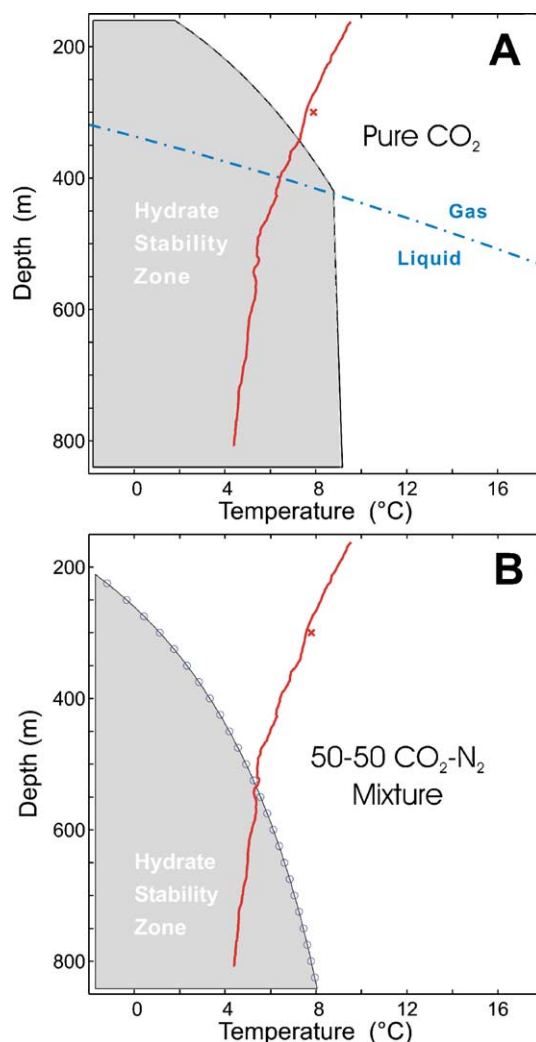 A
200
400
600
800
Depth (m)
Pure CO₂
Gas
Liquid
Hydrate
Stability
Zone
0 4 8 12 16
Temperature (°C)
B
200
400
600
800
Depth (m)
50-50 CO₂-N₂
Mixture
Hydrate
Stability
Zone
0 4 8 12 16
Temperature (°C)